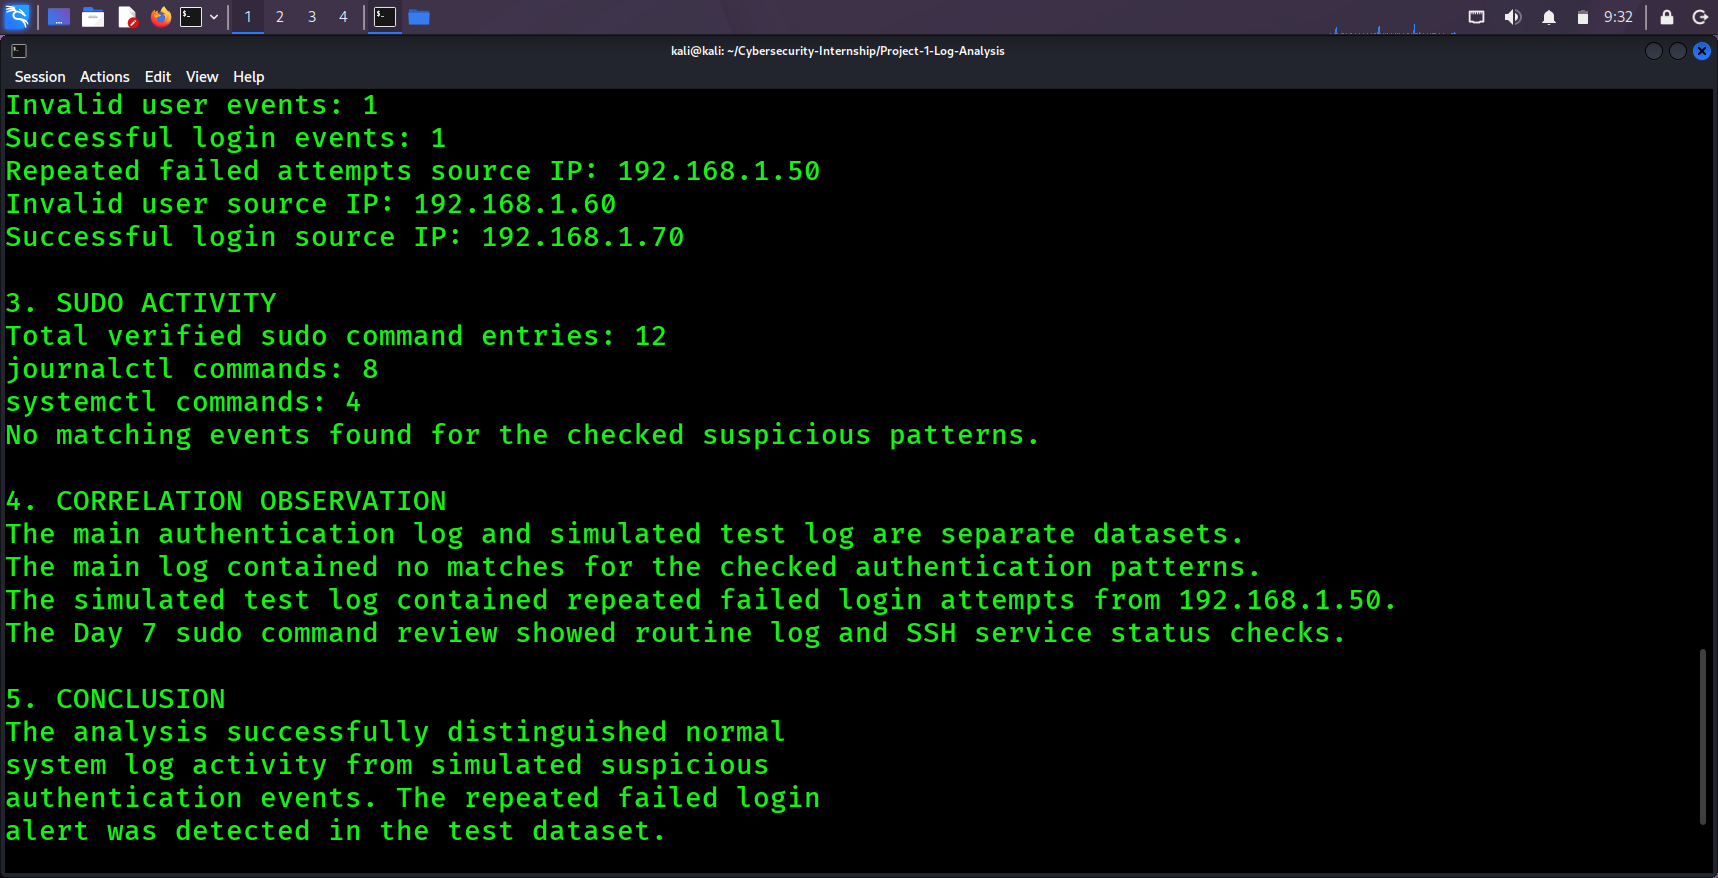 1 2 3 4
9:32
kali@kali: ~/Cybersecurity-Internship/Project-1-Log-Analysis
Session Actions Edit View Help
Invalid user events: 1
Successful login events: 1
Repeated failed attempts source IP: 192.168.1.50
Invalid user source IP: 192.168.1.60
Successful login source IP: 192.168.1.70
3. SUDO ACTIVITY
Total verified sudo command entries: 12
journalctl commands: 8
systemctl commands: 4
No matching events found for the checked suspicious patterns.
4. CORRELATION OBSERVATION
The main authentication log and simulated test log are separate datasets.
The main log contained no matches for the checked authentication patterns.
The simulated test log contained repeated failed login attempts from 192.168.1.50.
The Day 7 sudo command review showed routine log and SSH service status checks.
5. CONCLUSION
The analysis successfully distinguished normal
system log activity from simulated suspicious
authentication events. The repeated failed login
alert was detected in the test dataset.